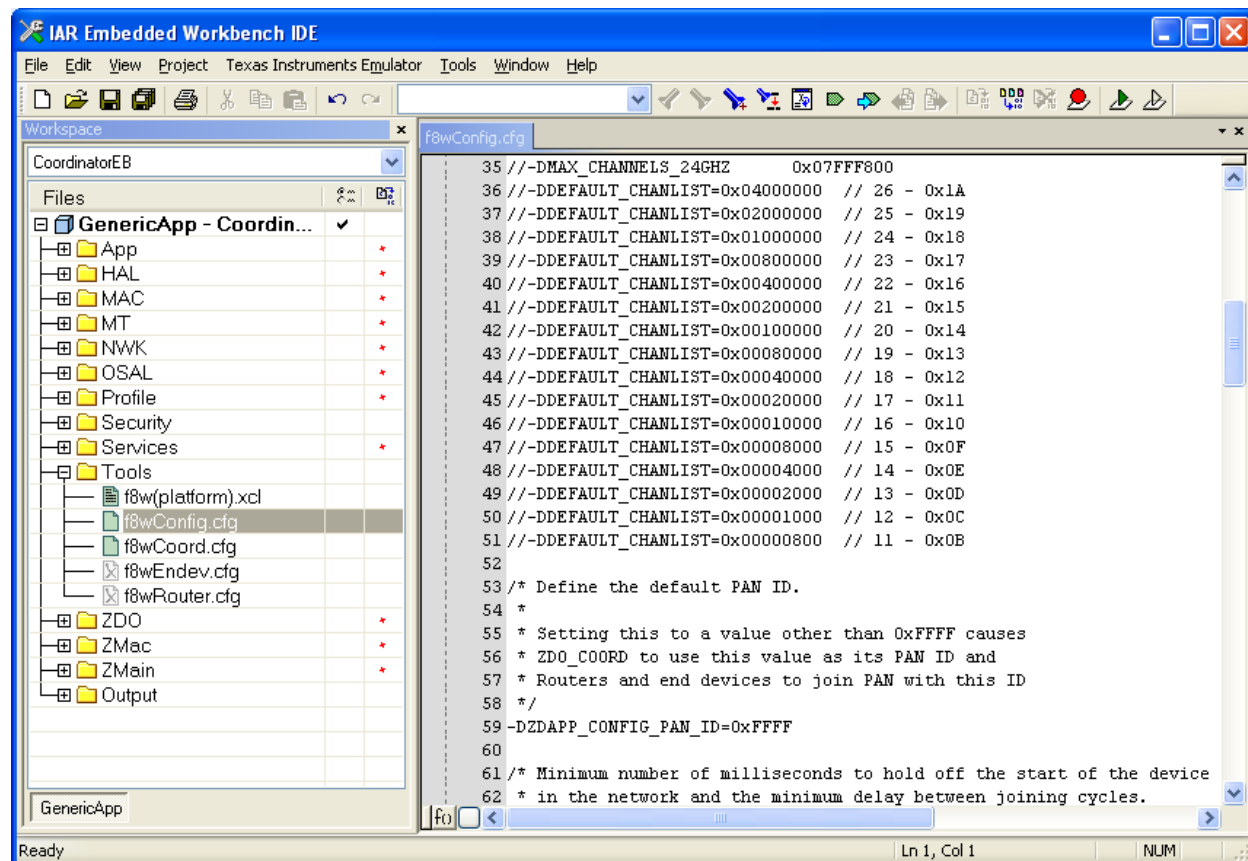 IAR Embedded Workbench IDE
File Edit View Project Texas Instruments Emulator Tools Window Help
Workspace
CoordinatorEB
Files
GenericApp - Coordin...
App
HAL
MAC
MT
NWK
OSAL
Profile
Security
Services
Tools
f8w(platform).xcl
f8wConfig.cfg
f8wCoord.cfg
f8wEndev.cfg
f8wRouter.cfg
ZDO
ZMac
ZMain
Output
GenericApp
f8wConfig.cfg
35 //-DMAX_CHANNELS_24GHZ 0x07FFF800
36 //-DDEFAULT_CHANLIST=0x04000000 // 26 - 0x1A
37 //-DDEFAULT_CHANLIST=0x02000000 // 25 - 0x19
38 //-DDEFAULT_CHANLIST=0x01000000 // 24 - 0x18
39 //-DDEFAULT_CHANLIST=0x00800000 // 23 - 0x17
40 //-DDEFAULT_CHANLIST=0x00400000 // 22 - 0x16
41 //-DDEFAULT_CHANLIST=0x00200000 // 21 - 0x15
42 //-DDEFAULT_CHANLIST=0x00100000 // 20 - 0x14
43 //-DDEFAULT_CHANLIST=0x00080000 // 19 - 0x13
44 //-DDEFAULT_CHANLIST=0x00040000 // 18 - 0x12
45 //-DDEFAULT_CHANLIST=0x00020000 // 17 - 0x11
46 //-DDEFAULT_CHANLIST=0x00010000 // 16 - 0x10
47 //-DDEFAULT_CHANLIST=0x00008000 // 15 - 0x0F
48 //-DDEFAULT_CHANLIST=0x00004000 // 14 - 0x0E
49 //-DDEFAULT_CHANLIST=0x00002000 // 13 - 0x0D
50 //-DDEFAULT_CHANLIST=0x00001000 // 12 - 0x0C
51 //-DDEFAULT_CHANLIST=0x00000800 // 11 - 0x0B
52
53 /* Define the default PAN ID.
54 *
55 * Setting this to a value other than 0xFFFF causes
56 * ZDO_COORD to use this value as its PAN ID and
57 * Routers and end devices to join PAN with this ID
58 */
59 -DZDAPP_CONFIG_PAN_ID=0xFFFF
60
61 /* Minimum number of milliseconds to hold off the start of the device
62 * in the network and the minimum delay between joining cycles.
f()
Ready Ln 1, Col 1 NUM